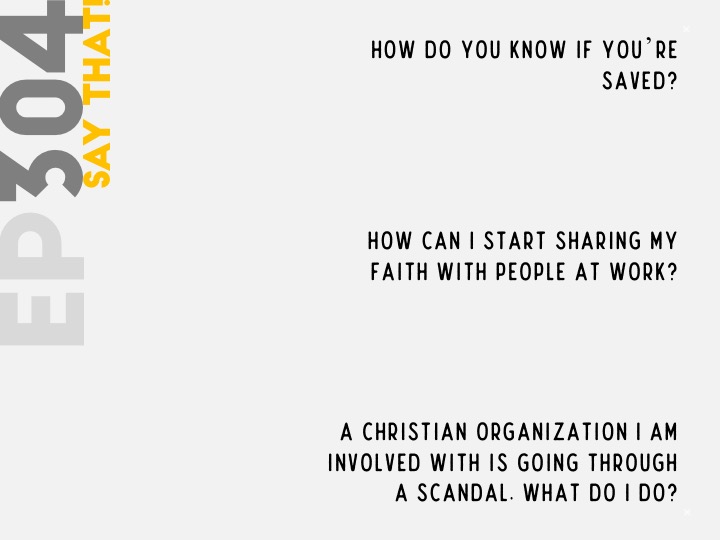 EP304
SAY THAT!
HOW DO YOU KNOW IF YOU'RE
SAVED?
HOW CAN I START SHARING MY
FAITH WITH PEOPLE AT WORK?
A CHRISTIAN ORGANIZATION I AM
INVOLVED WITH IS GOING THROUGH
A SCANDAL. WHAT DO I DO?